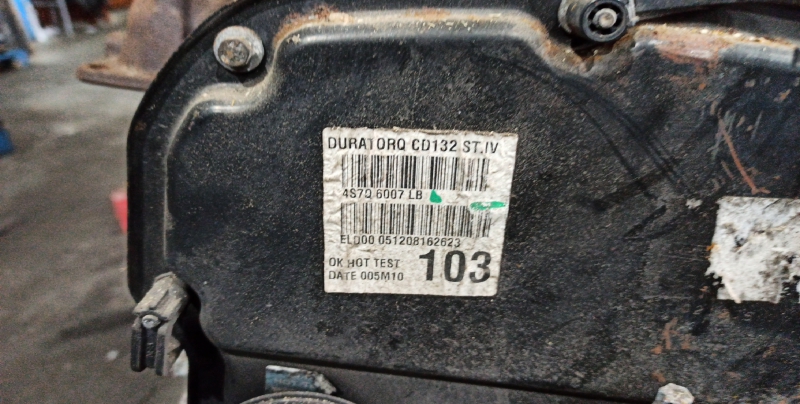 DURATORQ CD132 ST.IV
4S7Q 6007 LB
EL000 051208162623
OK HOT TEST
DATE 005M10
103